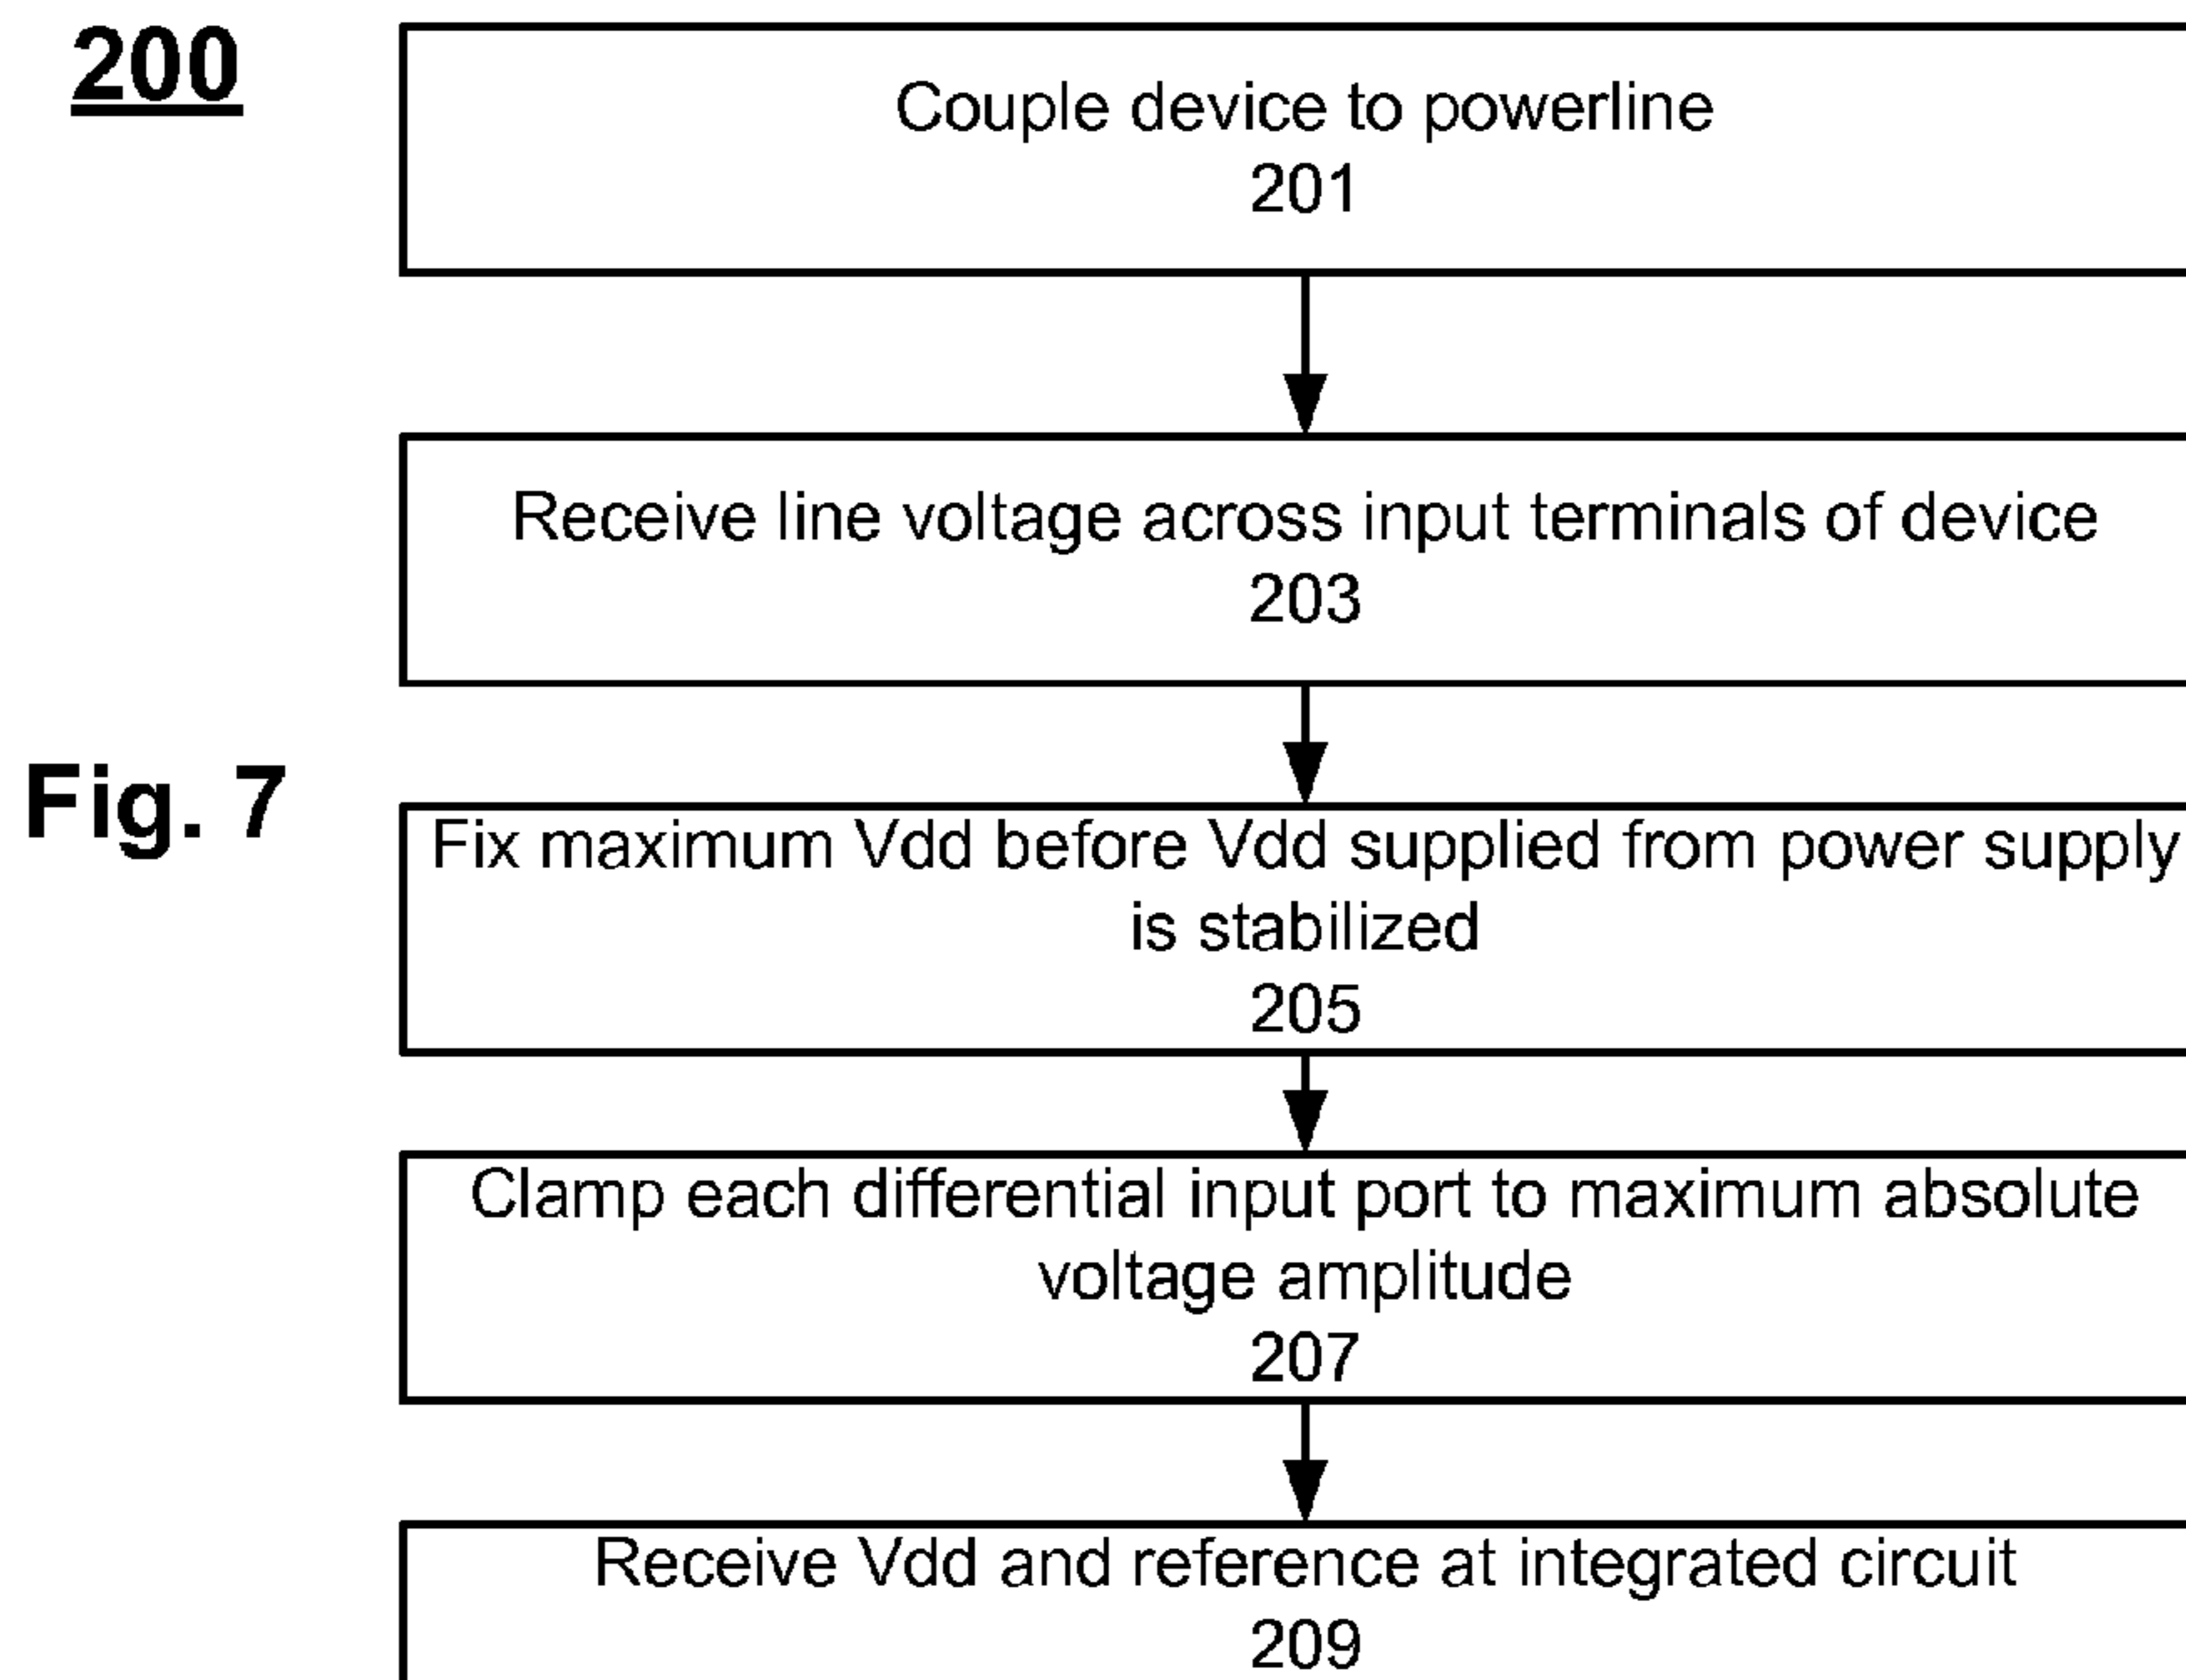 200
Couple device to powerline
201
Receive line voltage across input terminals of device
203
Fig. 7
Fix maximum Vdd before Vdd supplied from power supply
is stabilized
205
Clamp each differential input port to maximum absolute
voltage amplitude
207
Receive Vdd and reference at integrated circuit
209